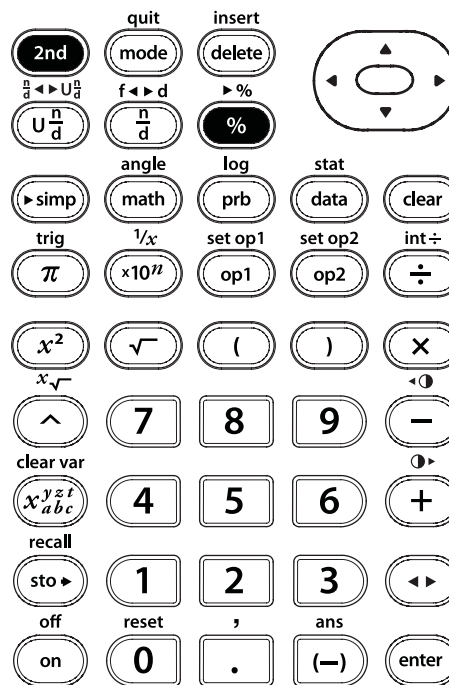 quit insert
2nd mode delete
n/d ◂▸ U n/d f ◂▸ d ▸%
U n/d n/d %
angle log stat
▸simp math prb data clear
trig 1/x set op1 set op2 int÷
π ×10ⁿ op1 op2 ÷
x² √ ( ) ×
ˣ√
^ 7 8 9 −
clear var
x y z t a b c 4 5 6 +
recall
sto▸ 1 2 3 ◂▸
off reset , ans
on 0 . (−) enter